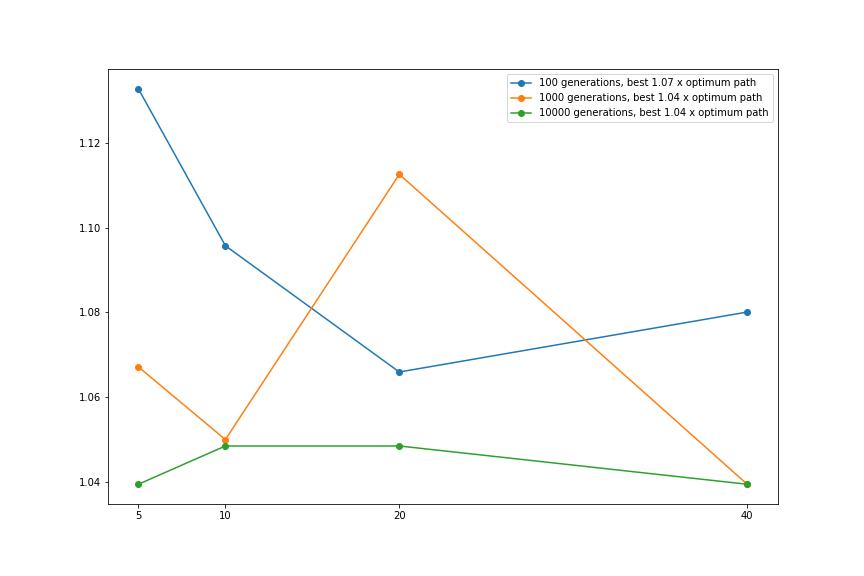 100 generations, best 1.07 x optimum path
1000 generations, best 1.04 x optimum path
10000 generations, best 1.04 x optimum path
1.12
1.10
1.08
1.06
1.04
5 10 20 40